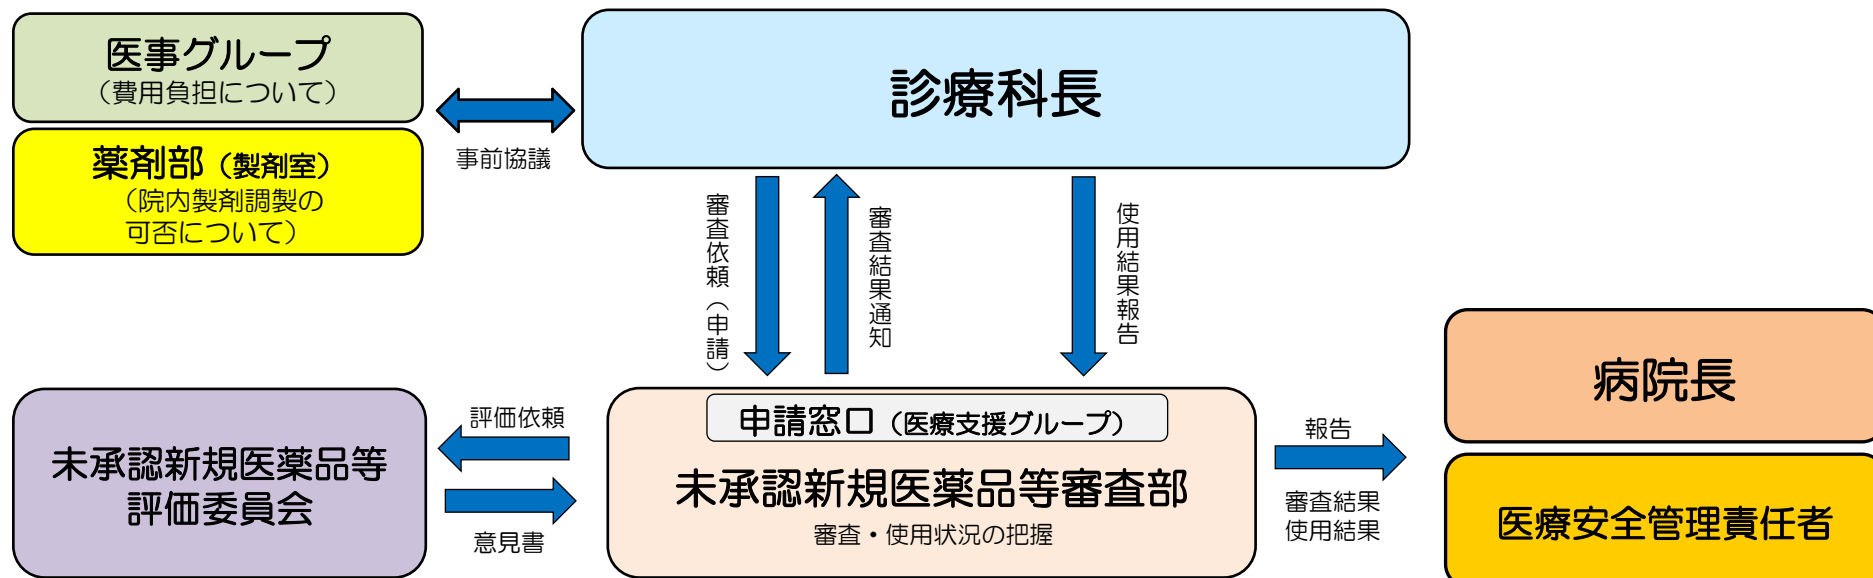 医事グループ
（費用負担について）
薬剤部（製剤室）
（院内製剤調製の
可否について）
事前協議
診療科長
審査依頼（申請）
審査結果通知
使用結果報告
未承認新規医薬品等
評価委員会
評価依頼
意見書
申請窓口（医療支援グループ）
未承認新規医薬品等審査部
審査・使用状況の把握
報告
審査結果
使用結果
病院長
医療安全管理責任者